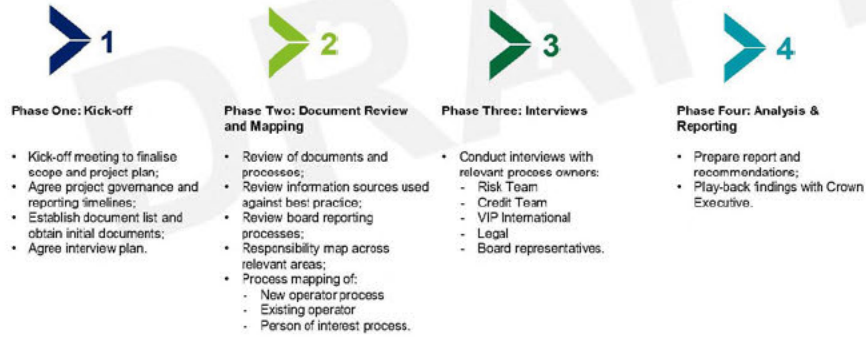 DRAFT
1
Phase One: Kick-off
• Kick-off meeting to finalise
scope and project plan;
• Agree project governance and
reporting timelines;
• Establish document list and
obtain initial documents;
• Agree interview plan.
2
Phase Two: Document Review
and Mapping
• Review of documents and
processes;
• Review information sources used
against best practice;
• Review board reporting
processes;
• Responsibility map across
relevant areas;
• Process mapping of:
- New operator process
- Existing operator
- Person of interest process.
3
Phase Three: Interviews
• Conduct interviews with
relevant process owners:
- Risk Team
- Credit Team
- VIP International
- Legal
- Board representatives.
4
Phase Four: Analysis &
Reporting
• Prepare report and
recommendations;
• Play-back findings with Crown
Executive.